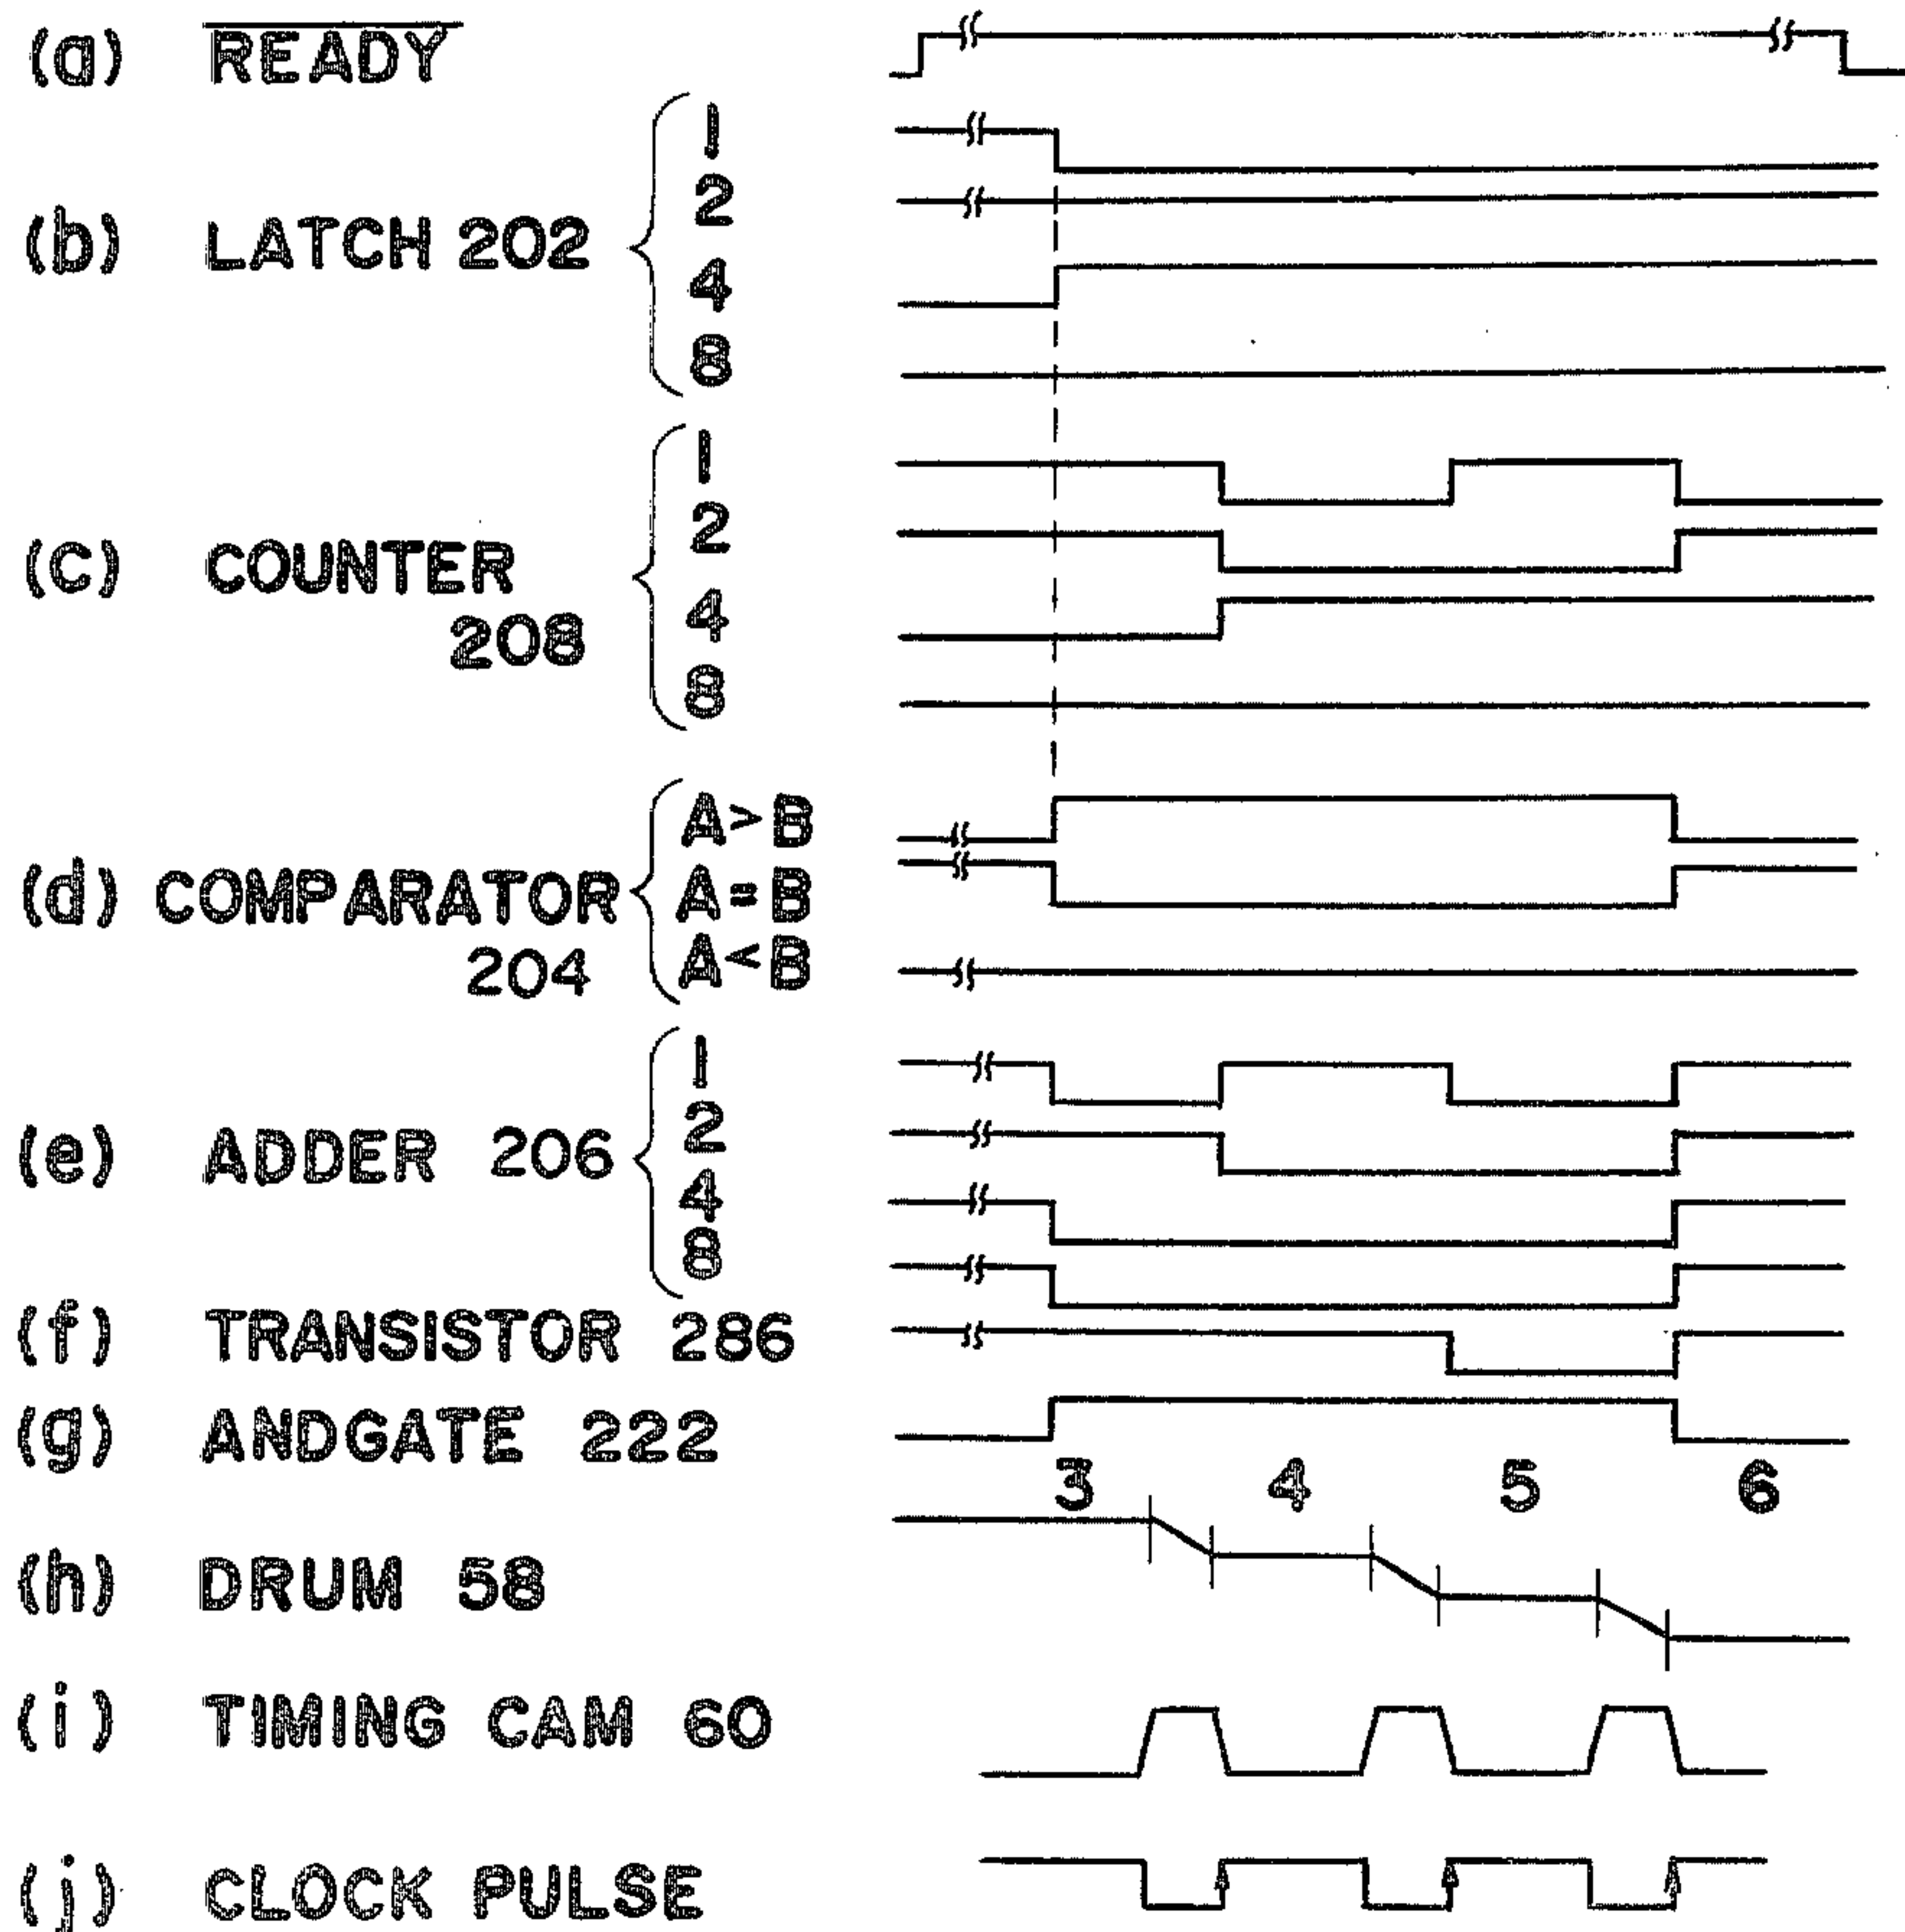 (a) READY
(b) LATCH 202
1
2
4
8
(c) COUNTER
208
1
2
4
8
(d) COMPARATOR
204
A>B
A=B
A<B
(e) ADDER 206
1
2
4
8
(f) TRANSISTOR 286
(g) ANDGATE 222
3 4 5 6
(h) DRUM 58
(i) TIMING CAM 60
(j) CLOCK PULSE